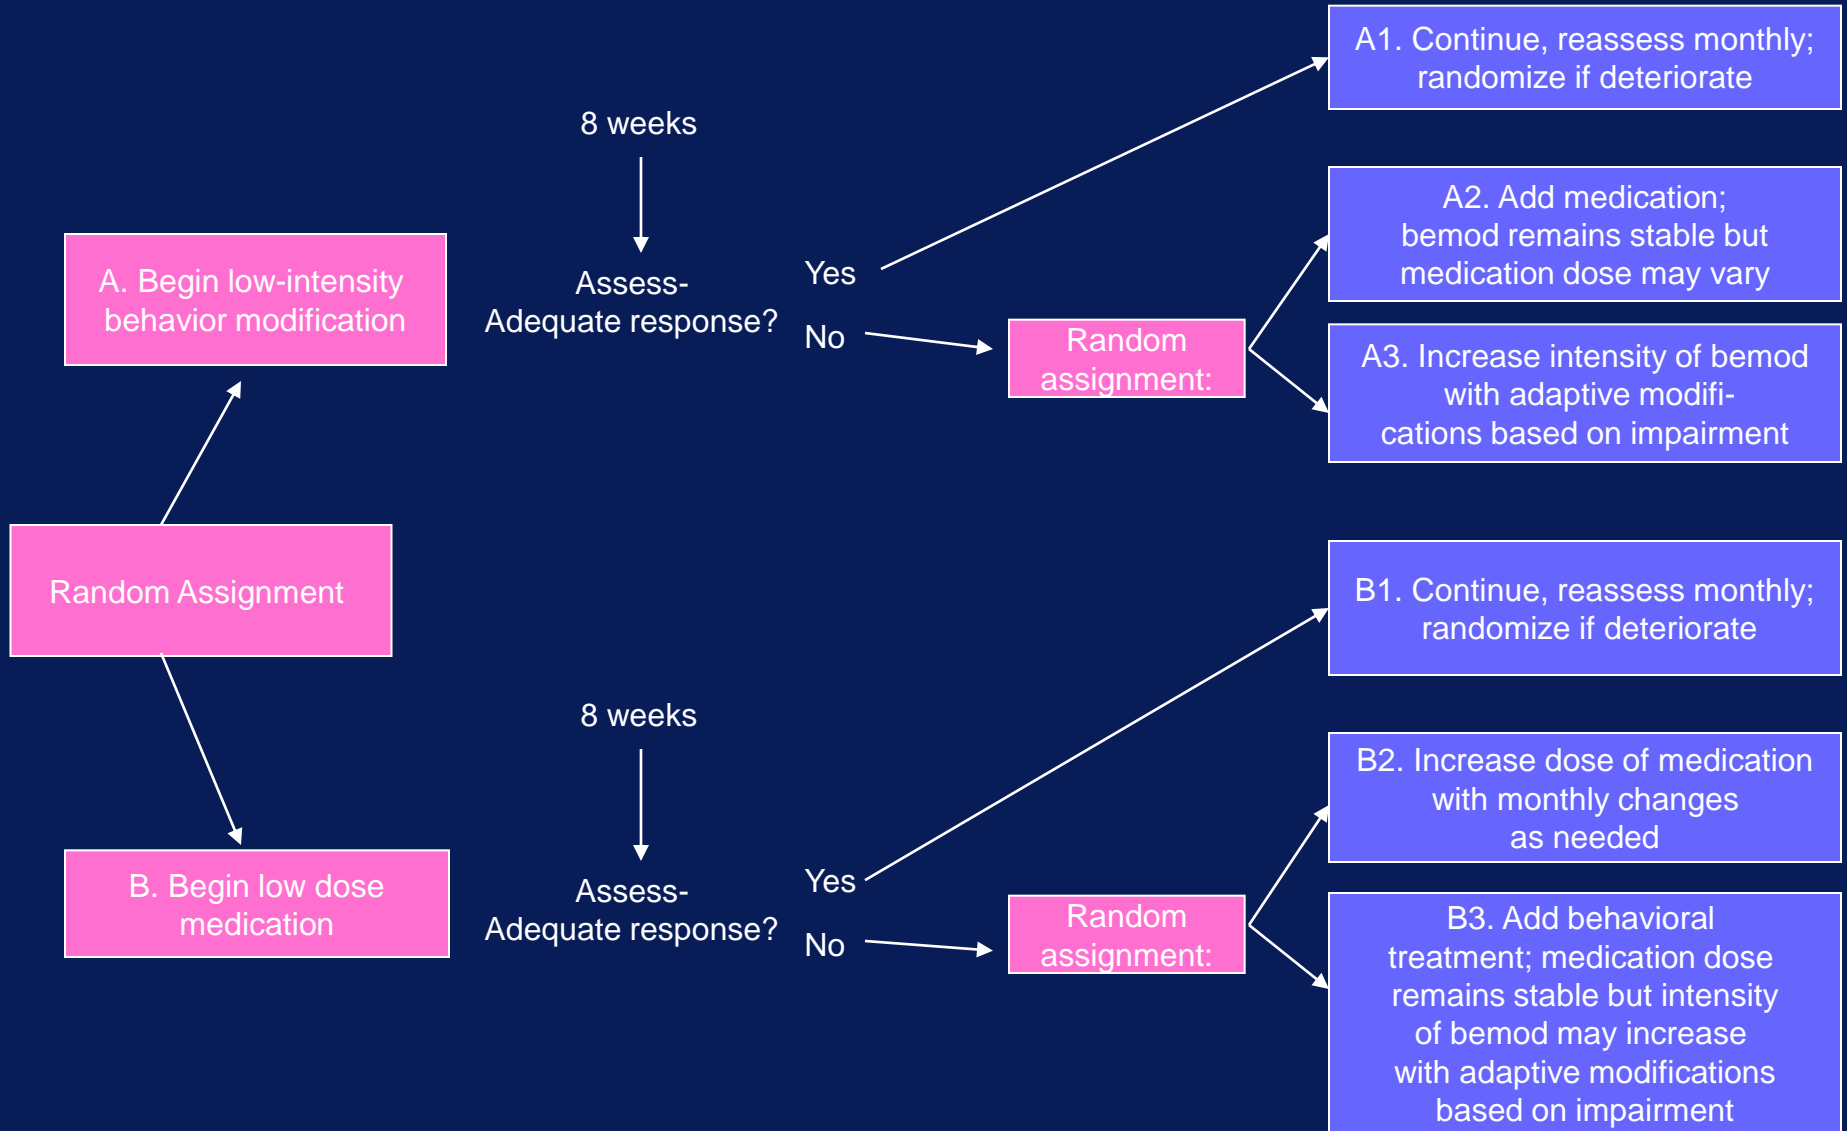 A1. Continue, reassess monthly;
randomize if deteriorate
8 weeks
A2. Add medication;
bemod remains stable but
medication dose may vary
A. Begin low-intensity
behavior modification
Assess-
Adequate response?
Yes
No
Random
assignment:
A3. Increase intensity of bemod
with adaptive modifi-
cations based on impairment
Random Assignment
B1. Continue, reassess monthly;
randomize if deteriorate
8 weeks
B2. Increase dose of medication
with monthly changes
as needed
B. Begin low dose
medication
Assess-
Adequate response?
Yes
No
Random
assignment:
B3. Add behavioral
treatment; medication dose
remains stable but intensity
of bemod may increase
with adaptive modifications
based on impairment